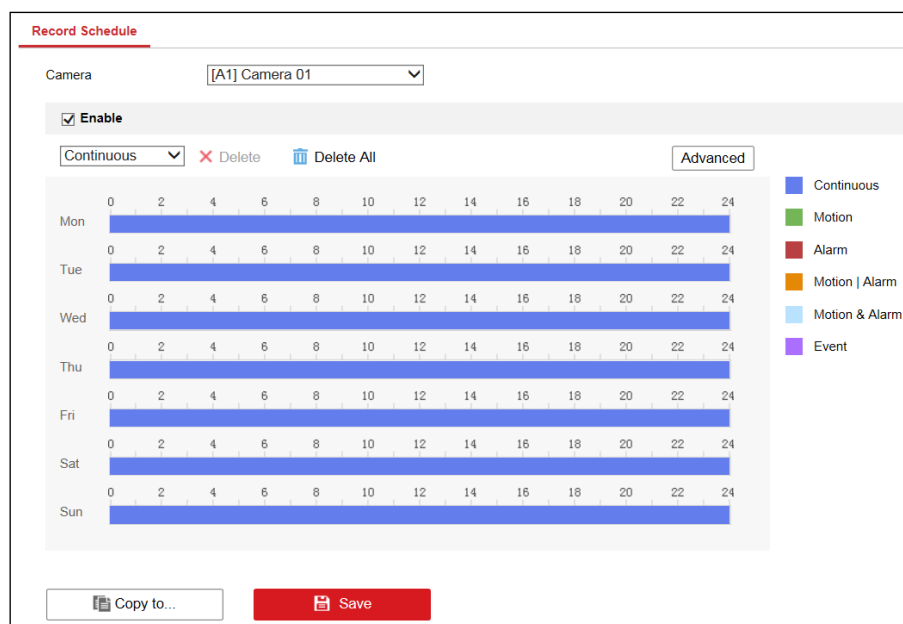 Record Schedule
Camera [A1] Camera 01
Enable
Continuous Delete Delete All Advanced
0 2 4 6 8 10 12 14 16 18 20 22 24
Mon
0 2 4 6 8 10 12 14 16 18 20 22 24
Tue
0 2 4 6 8 10 12 14 16 18 20 22 24
Wed
0 2 4 6 8 10 12 14 16 18 20 22 24
Thu
0 2 4 6 8 10 12 14 16 18 20 22 24
Fri
0 2 4 6 8 10 12 14 16 18 20 22 24
Sat
0 2 4 6 8 10 12 14 16 18 20 22 24
Sun
Continuous
Motion
Alarm
Motion | Alarm
Motion & Alarm
Event
Copy to... Save